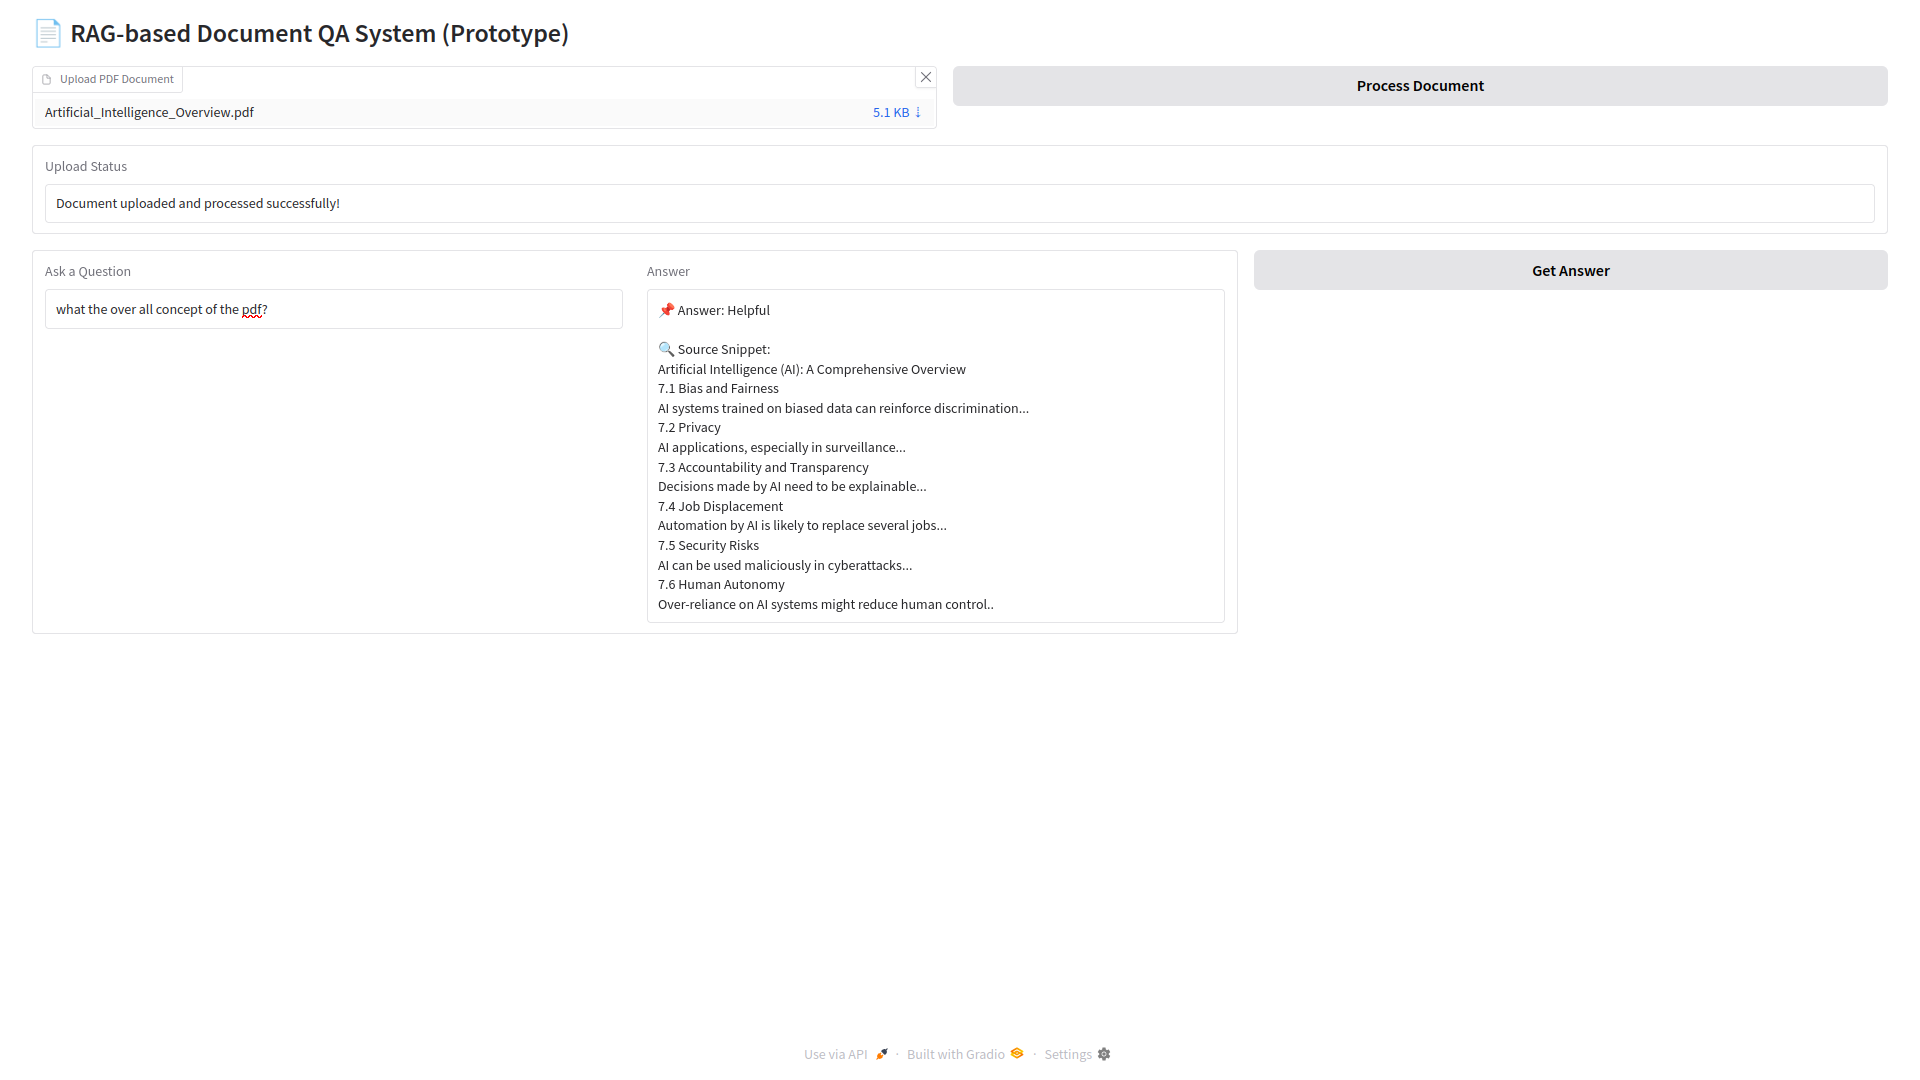 📄 RAG-based Document QA System (Prototype)
Upload PDF Document
Artificial_Intelligence_Overview.pdf 5.1 KB ↓
Process Document
Upload Status
Document uploaded and processed successfully!
Ask a Question
what the over all concept of the pdf?
Answer
📌 Answer: Helpful
🔍 Source Snippet:
Artificial Intelligence (AI): A Comprehensive Overview
7.1 Bias and Fairness
AI systems trained on biased data can reinforce discrimination...
7.2 Privacy
AI applications, especially in surveillance...
7.3 Accountability and Transparency
Decisions made by AI need to be explainable...
7.4 Job Displacement
Automation by AI is likely to replace several jobs...
7.5 Security Risks
AI can be used maliciously in cyberattacks...
7.6 Human Autonomy
Over-reliance on AI systems might reduce human control..
Get Answer
Use via API · Built with Gradio · Settings